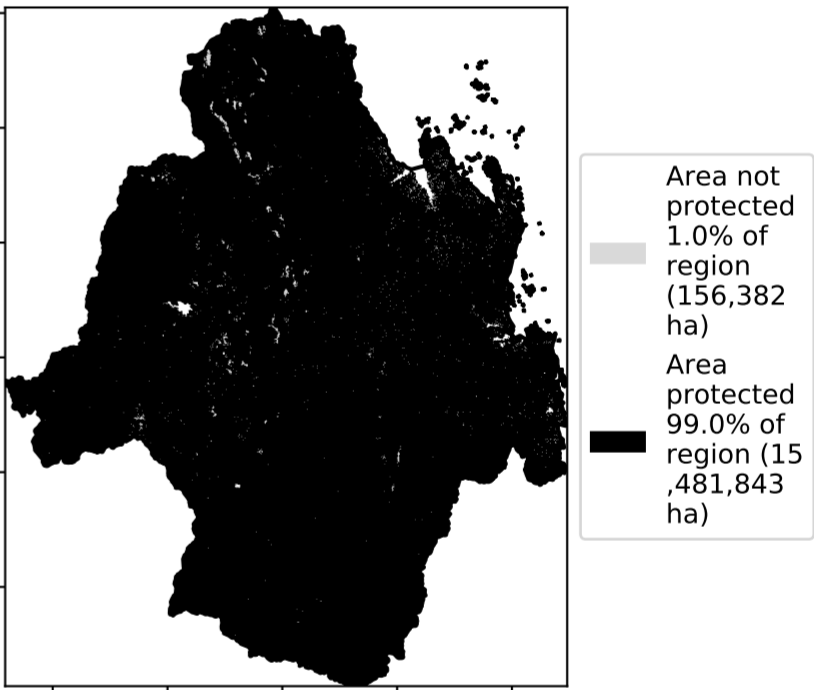 Area not
protected
1.0% of
region
(156,382
ha)
Area
protected
99.0% of
region (15
,481,843
ha)